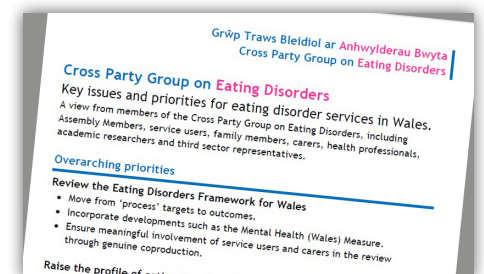 Grŵp Traws Bleidiol ar Anhwylderau Bwyta
Cross Party Group on Eating Disorders
Cross Party Group on Eating Disorders
Key issues and priorities for eating disorder services in Wales.
A view from members of the Cross Party Group on Eating Disorders, including
Assembly Members, service users, family members, carers, health professionals,
academic researchers and third sector representatives.
Overarching priorities
Review the Eating Disorders Framework for Wales
• Move from ‘process’ targets to outcomes.
• Incorporate developments such as the Mental Health (Wales) Measure.
• Ensure meaningful involvement of service users and carers in the review
through genuine coproduction.
Raise the profile of